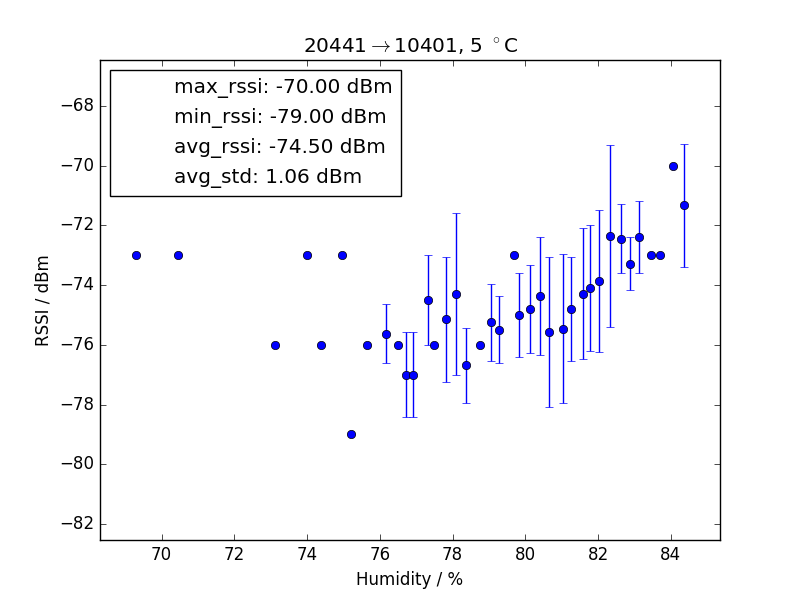 20441→10401, 5 °C
max_rssi: -70.00 dBm
min_rssi: -79.00 dBm
avg_rssi: -74.50 dBm
avg_std: 1.06 dBm
−68
−70
−72
−74
−76
−78
−80
−82
RSSI / dBm
70 72 74 76 78 80 82 84
Humidity / %